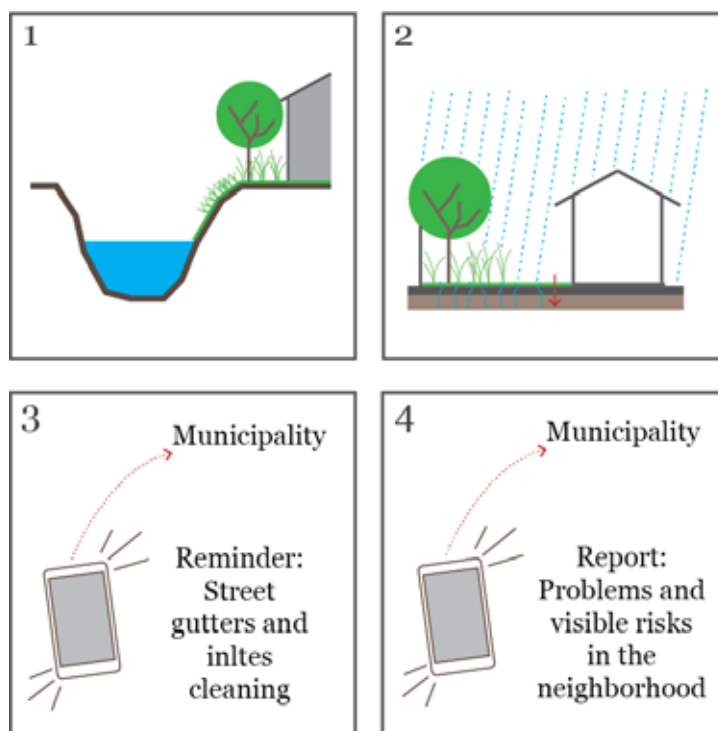 1
2
3
Municipality
Reminder:
Street
gutters and
inltes
cleaning
4
Municipality
Report:
Problems and
visible risks
in the
neighborhood